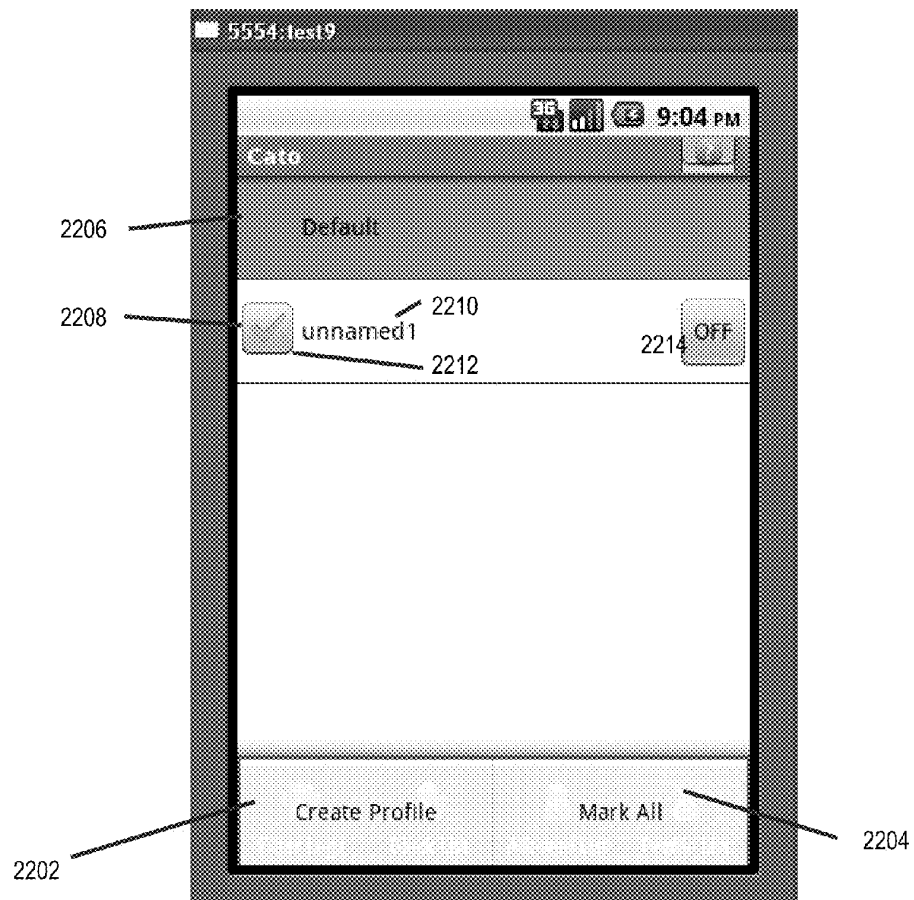 5554:test9
3G
9:04 PM
Cato
2206
Default
2208
2210
unnamed1
2212
2214
OFF
Create Profile
Mark All
2202
2204